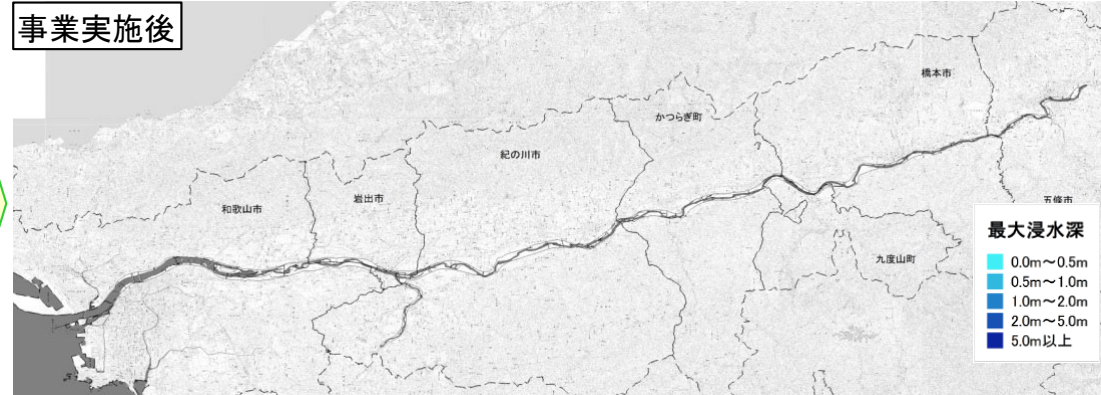 事業実施後
橋本市
かつらぎ町
紀の川市
岩出市
和歌山市
五條市
九度山町
最大浸水深
0.0m～0.5m
0.5m～1.0m
1.0m～2.0m
2.0m～5.0m
5.0m以上